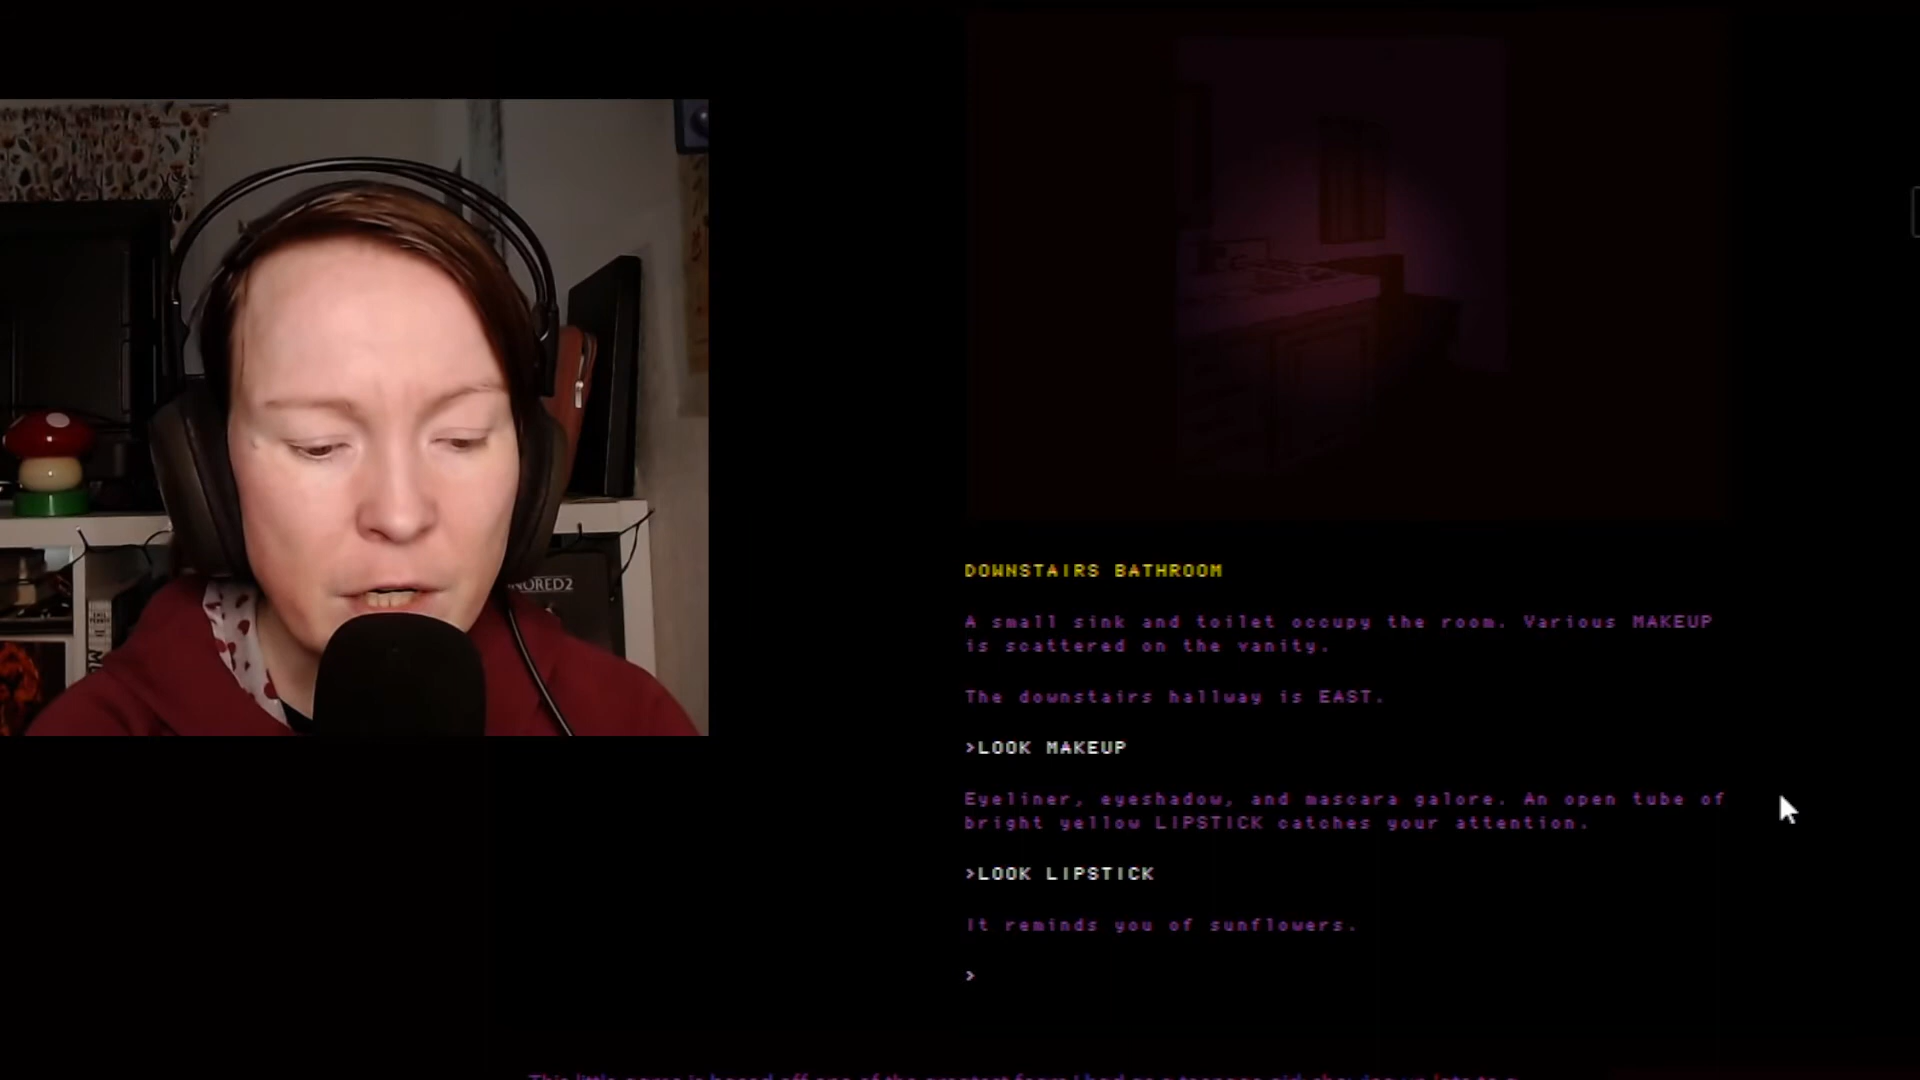 NORED2
DOWNSTAIRS BATHROOM
A small sink and toilet occupy the room. Various MAKEUP
is scattered on the vanity.
The downstairs hallway is EAST.
>LOOK MAKEUP
Eyeliner, eyeshadow, and mascara galore. An open tube of
bright yellow LIPSTICK catches your attention.
>LOOK LIPSTICK
It reminds you of sunflowers.
>